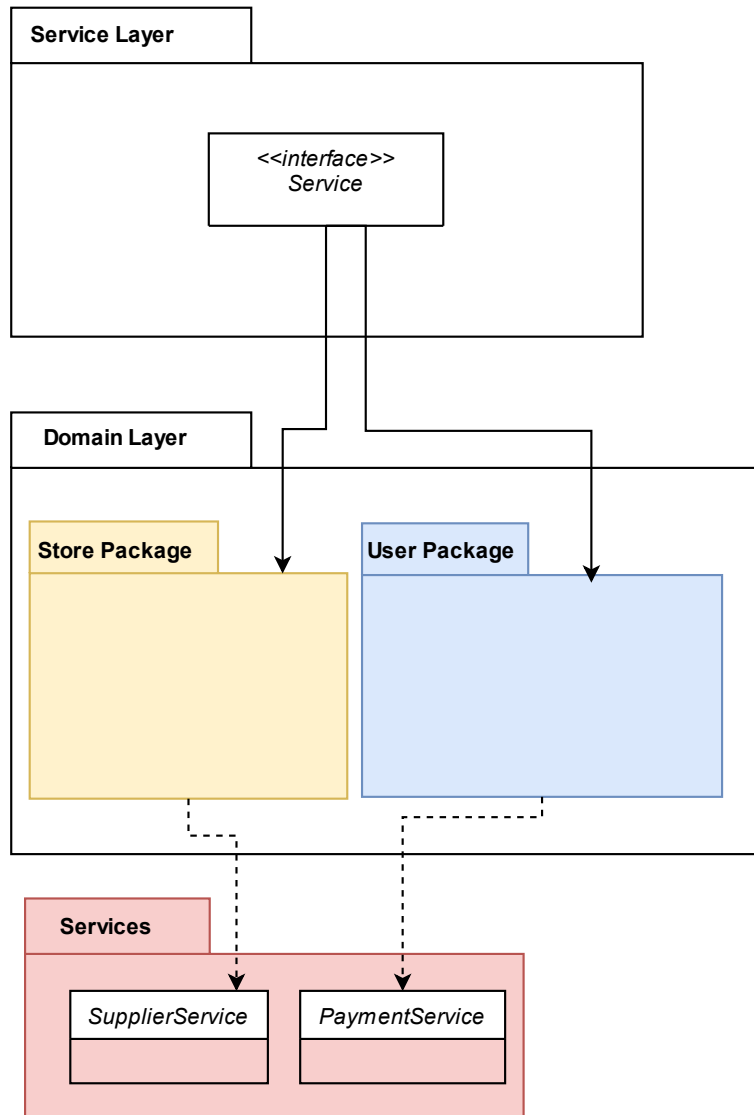 Service Layer
<<interface>>
Service
Domain Layer
Store Package
User Package
Services
SupplierService
PaymentService